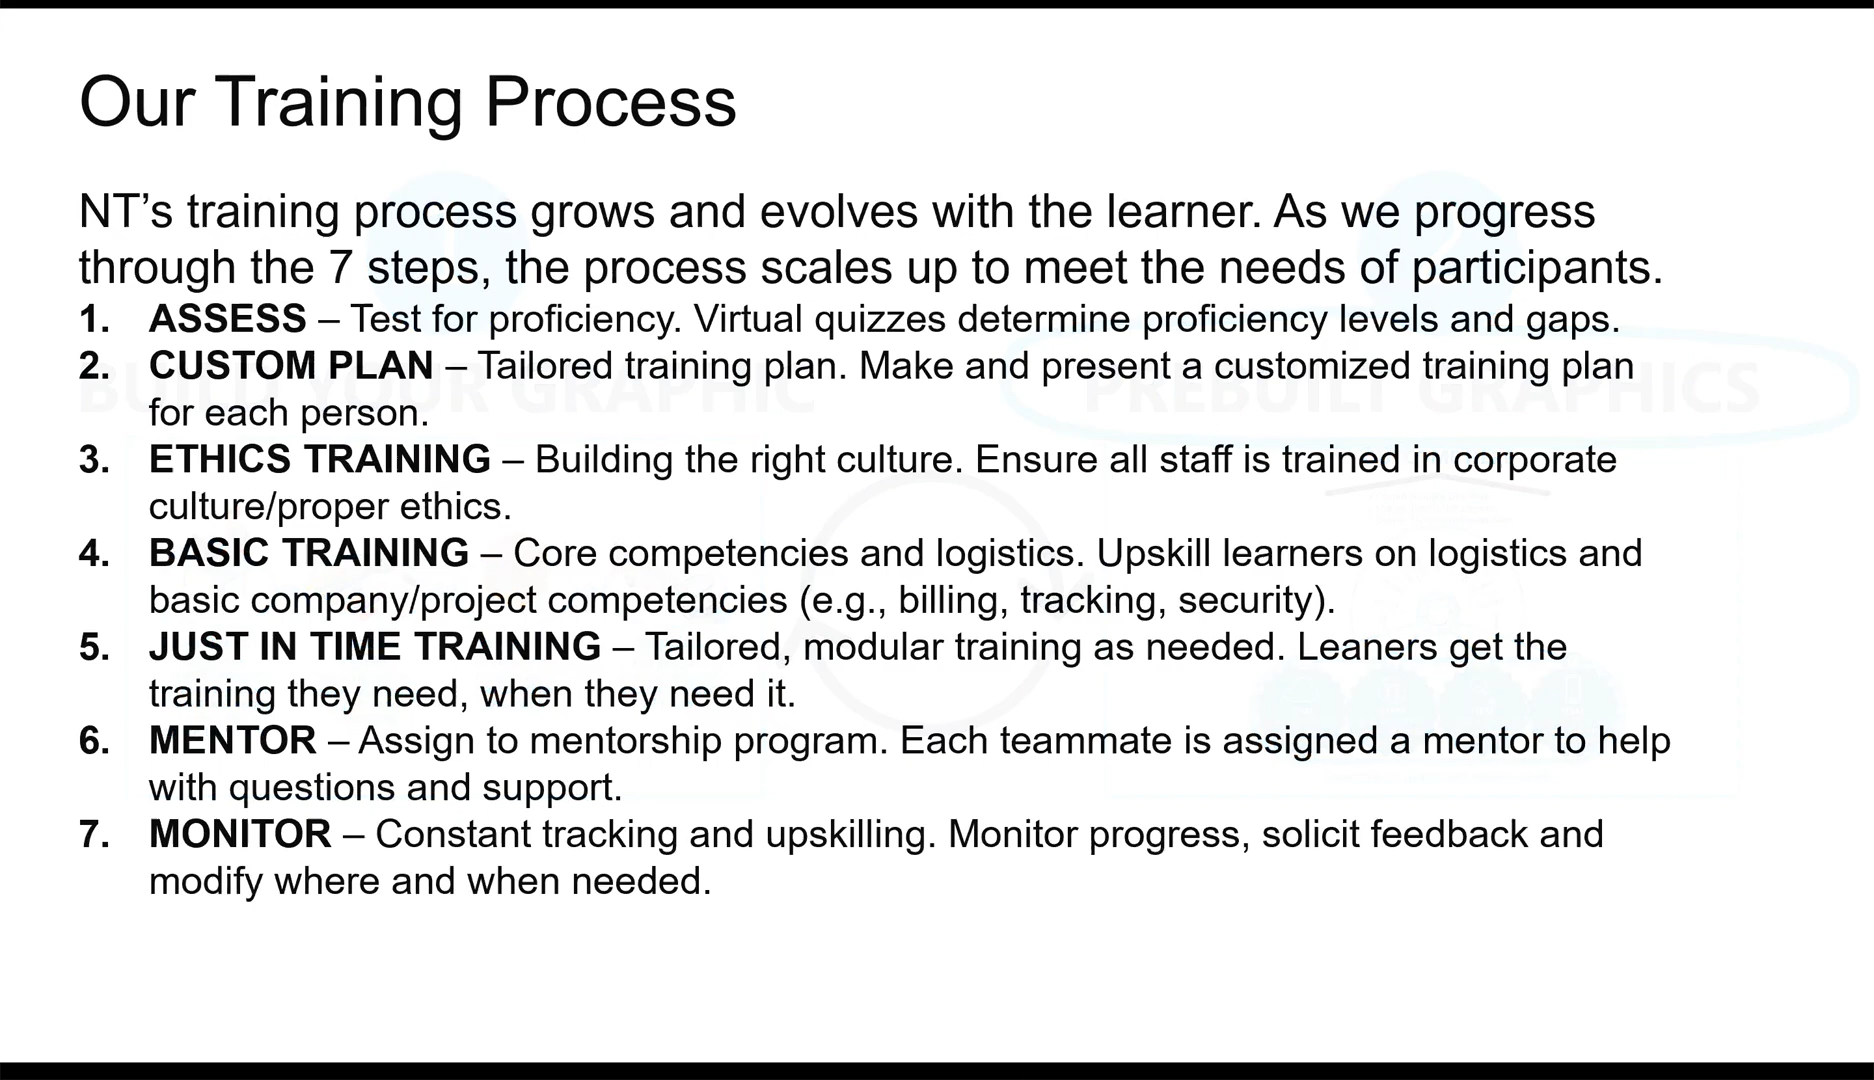 Our Training Process
NT’s training process grows and evolves with the learner. As we progress
through the 7 steps, the process scales up to meet the needs of participants.
1. ASSESS – Test for proficiency. Virtual quizzes determine proficiency levels and gaps.
2. CUSTOM PLAN – Tailored training plan. Make and present a customized training plan
for each person.
3. ETHICS TRAINING – Building the right culture. Ensure all staff is trained in corporate
culture/proper ethics.
4. BASIC TRAINING – Core competencies and logistics. Upskill learners on logistics and
basic company/project competencies (e.g., billing, tracking, security).
5. JUST IN TIME TRAINING – Tailored, modular training as needed. Leaners get the
training they need, when they need it.
6. MENTOR – Assign to mentorship program. Each teammate is assigned a mentor to help
with questions and support.
7. MONITOR – Constant tracking and upskilling. Monitor progress, solicit feedback and
modify where and when needed.
BUILD YOUR GRAPHIC
PREBUILT GRAPHICS